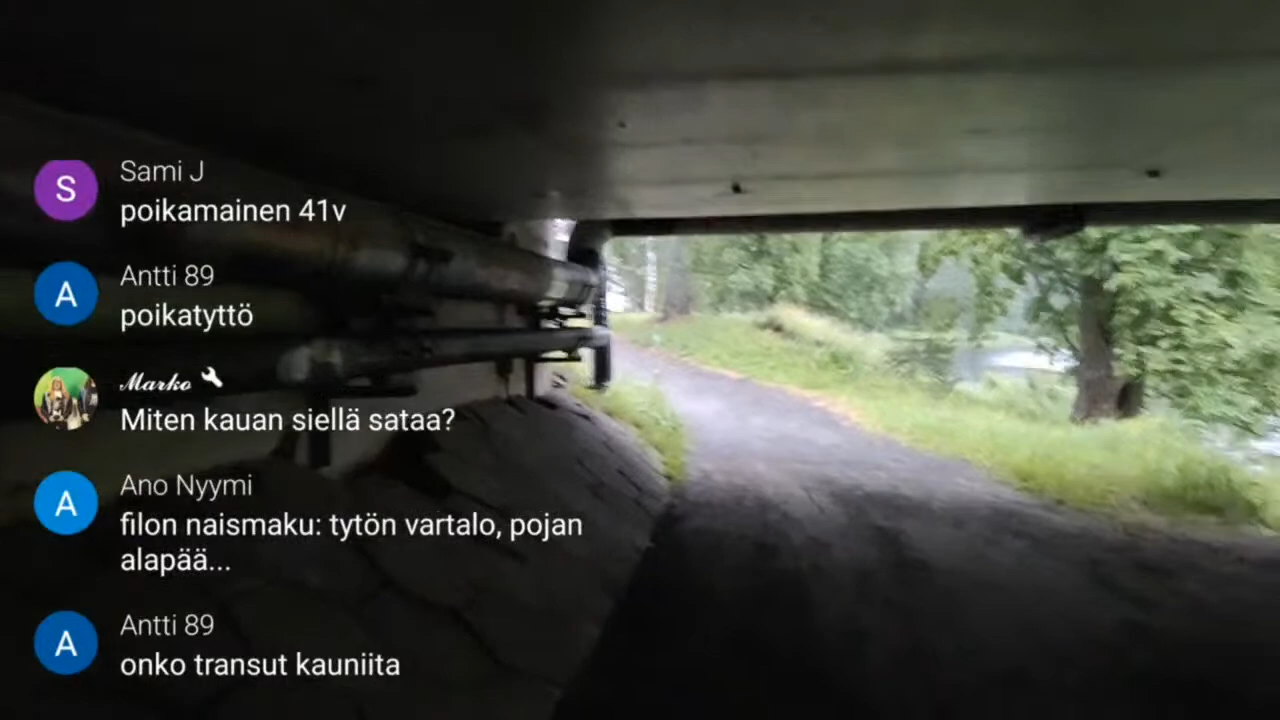 S
Sami J
poikamainen 41v
A
Antti 89
poikatyttö
Marko
Miten kauan siellä sataa?
A
Ano Nyymi
filon naismaku: tytön vartalo, pojan
alapää...
A
Antti 89
onko transut kauniita